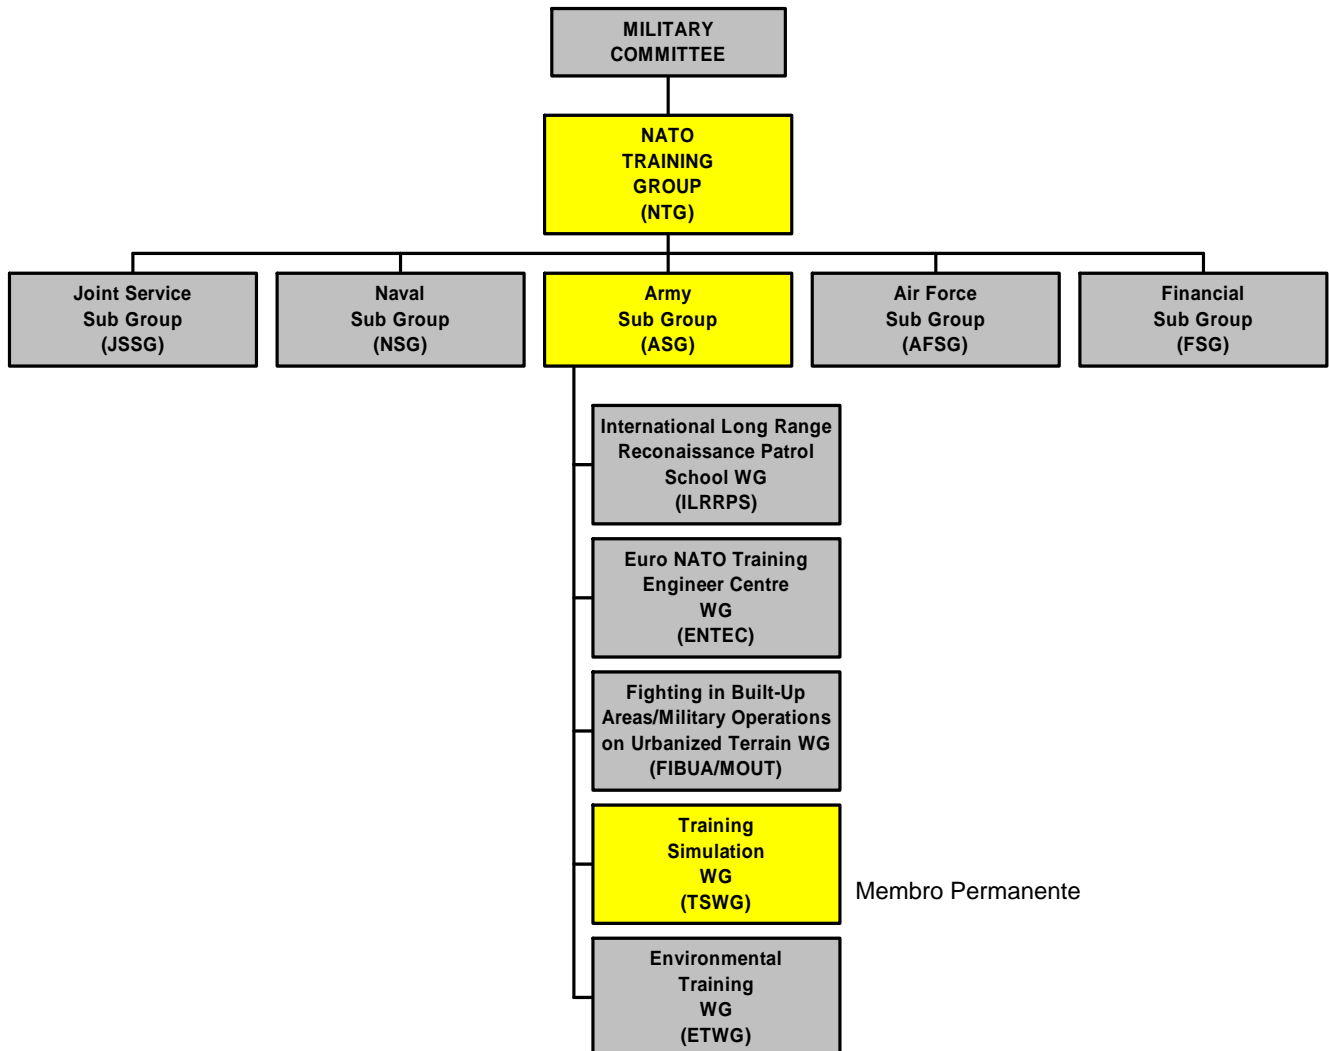 MILITARY
COMMITTEE
NATO
TRAINING
GROUP
(NTG)
Joint Service
Sub Group
(JSSG)
Naval
Sub Group
(NSG)
Army
Sub Group
(ASG)
Air Force
Sub Group
(AFSG)
Financial
Sub Group
(FSG)
International Long Range
Reconaissance Patrol
School WG
(ILRRPS)
Euro NATO Training
Engineer Centre
WG
(ENTEC)
Fighting in Built-Up
Areas/Military Operations
on Urbanized Terrain WG
(FIBUA/MOUT)
Training
Simulation
WG
(TSWG)
Membro Permanente
Environmental
Training
WG
(ETWG)